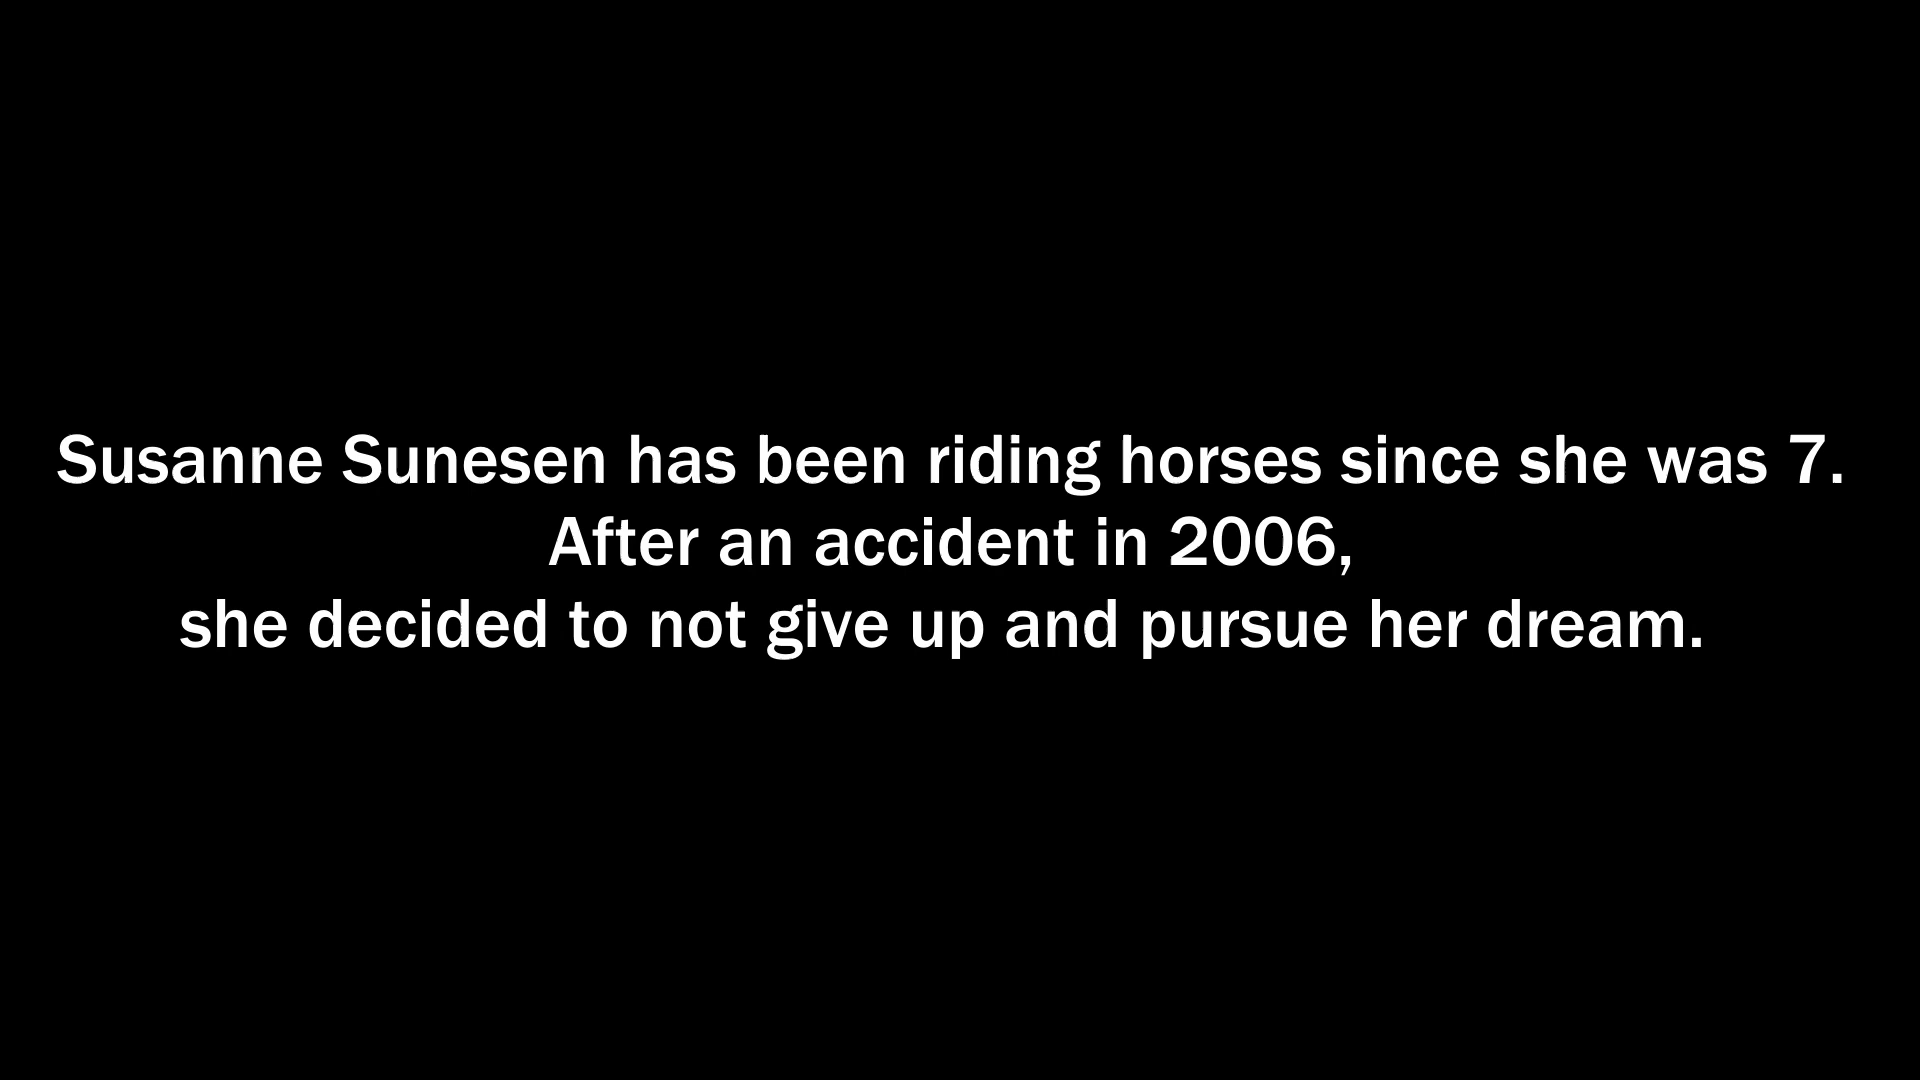 Susanne Sunesen has been riding horses since she was 7.
After an accident in 2006,
she decided to not give up and pursue her dream.